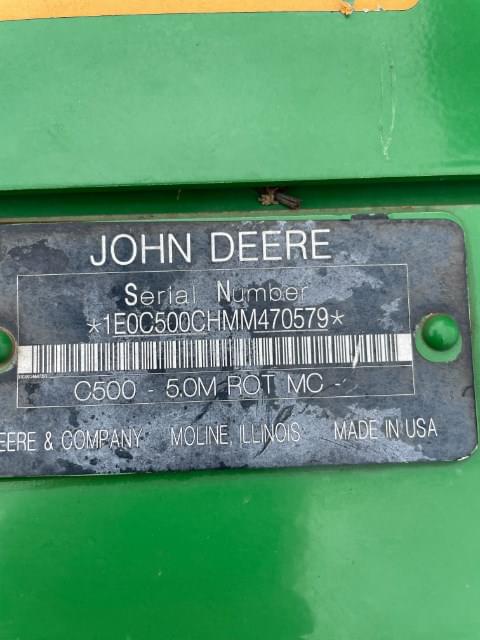 JOHN DEERE
Serial Number
*1E0C500CHMM470579*
C500 - 5.0M ROT MC -
EERE & COMPANY MOLINE, ILLINOIS MADE IN USA